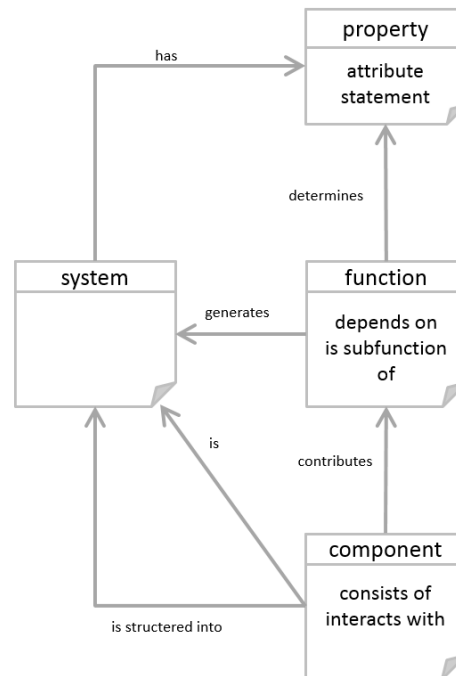 property
has
attribute
statement
determines
system
function
generates
depends on
is subfunction
of
is
contributes
component
consists of
interacts with
is structered into